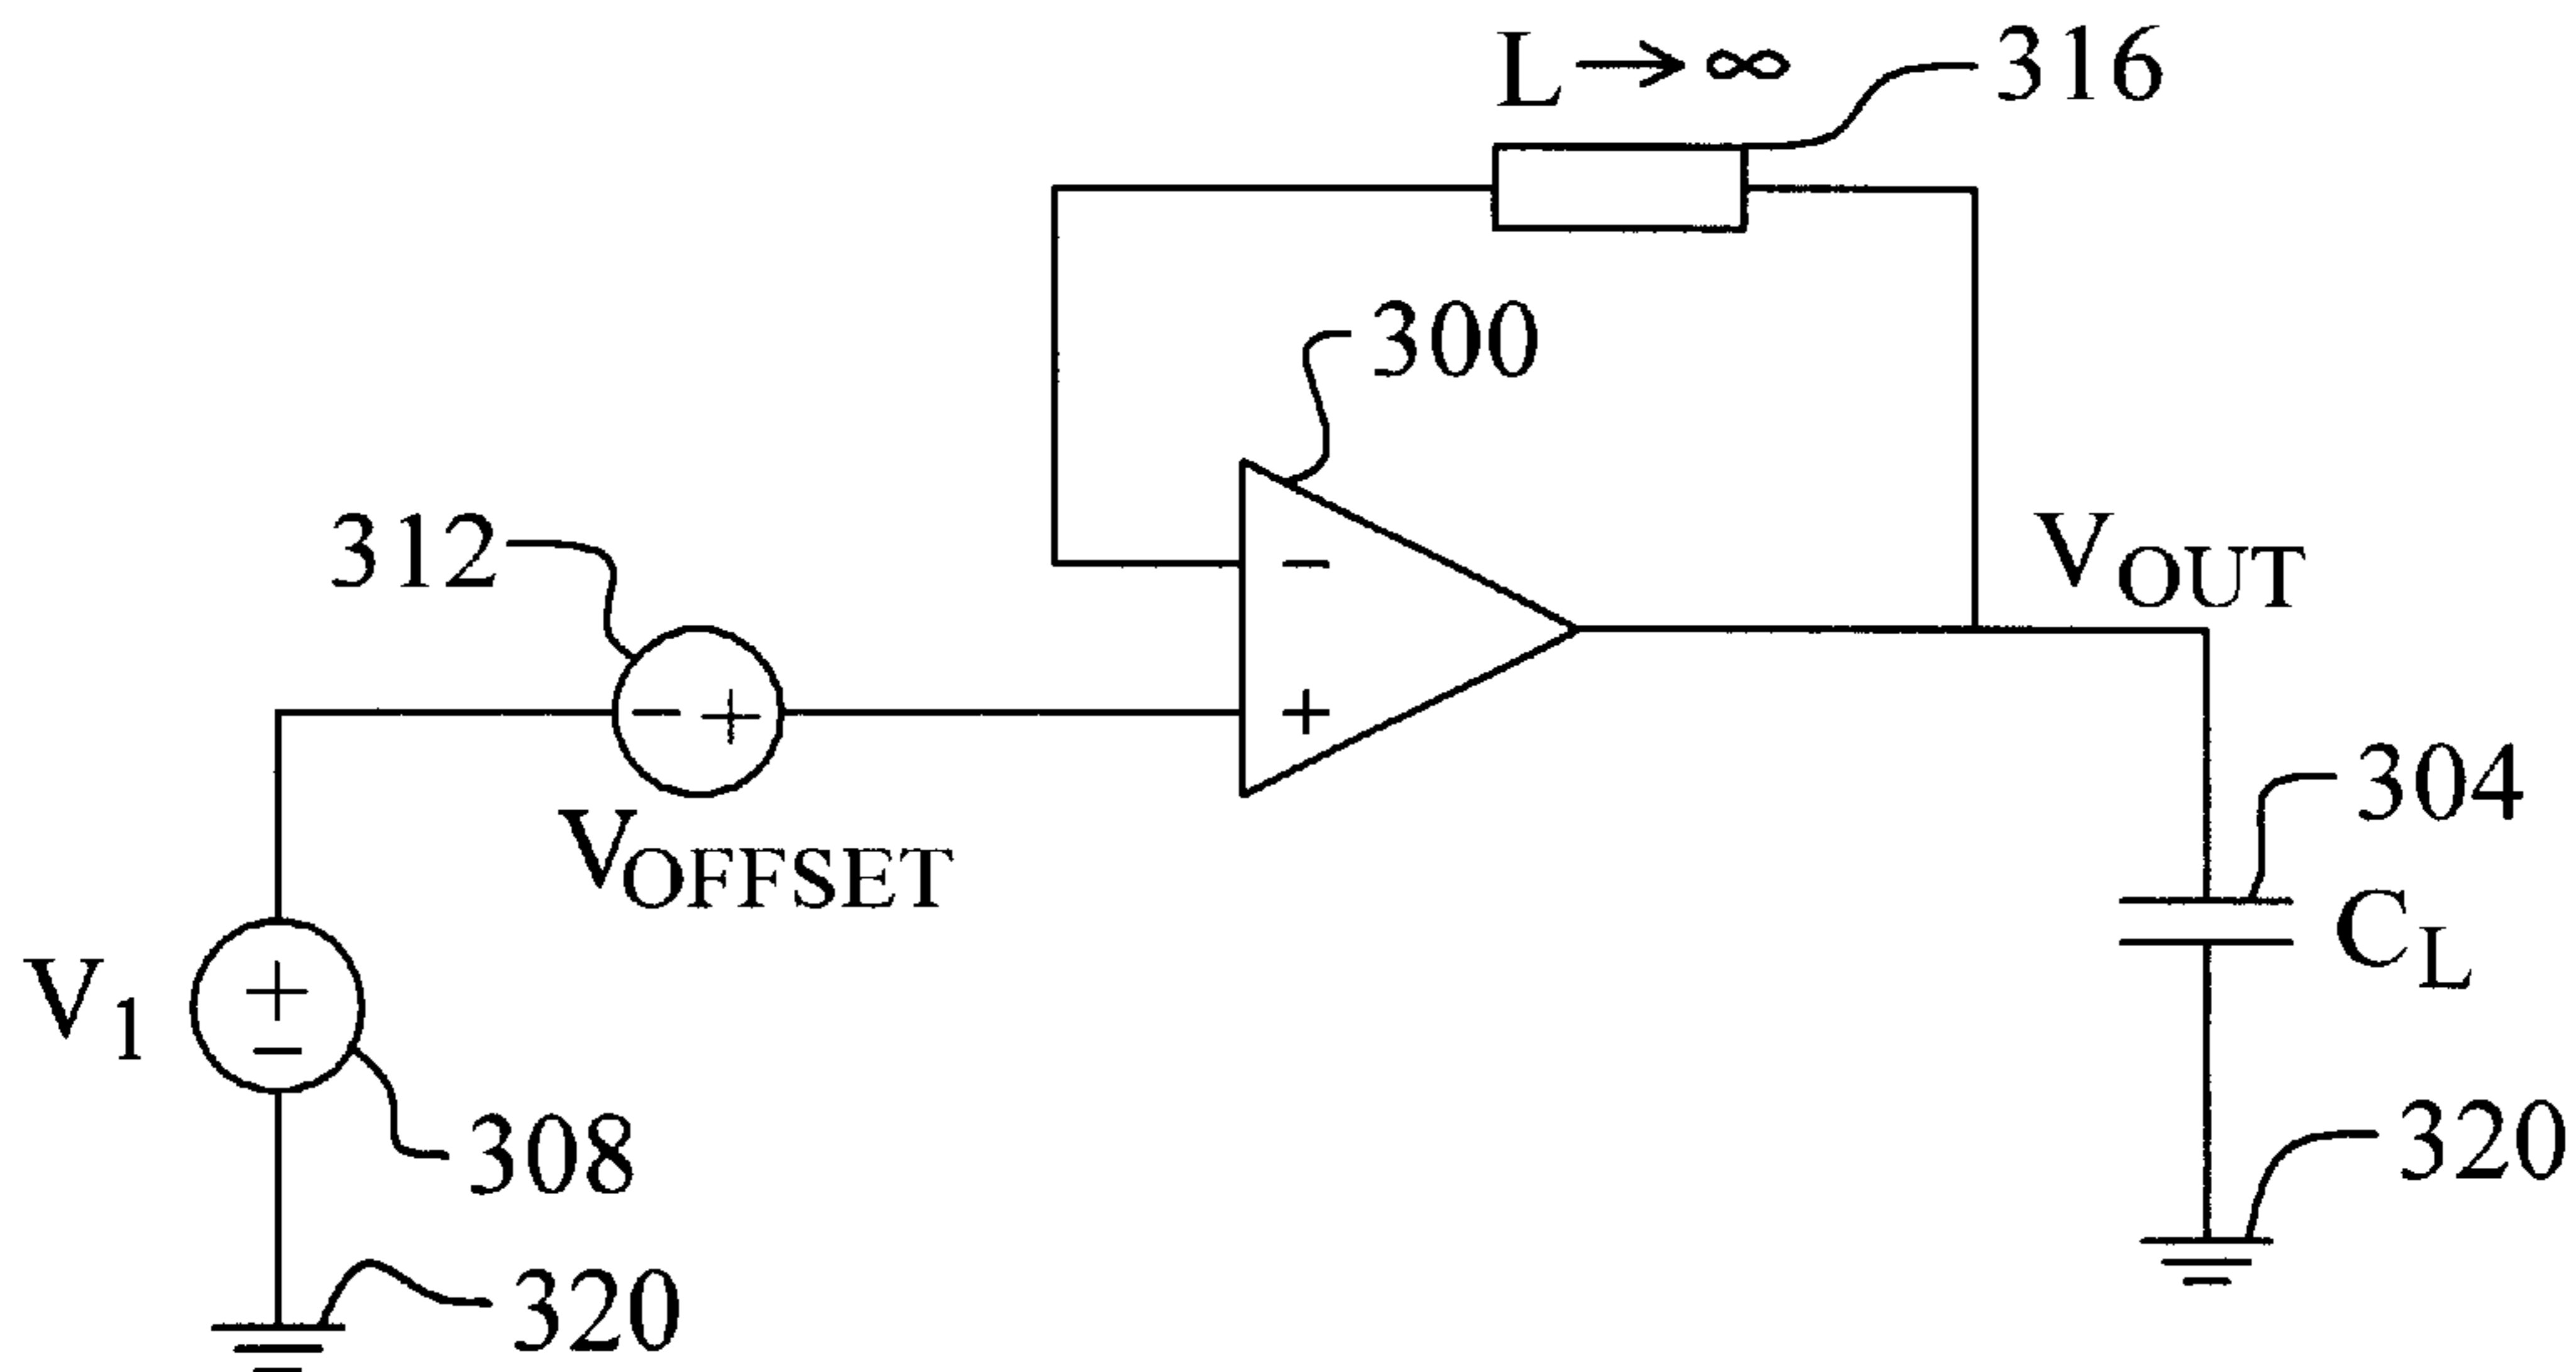 L → ∞
316
300
312
−
VOUT
− +
+
VOFFSET
304
V1
+
−
CL
308
320
320